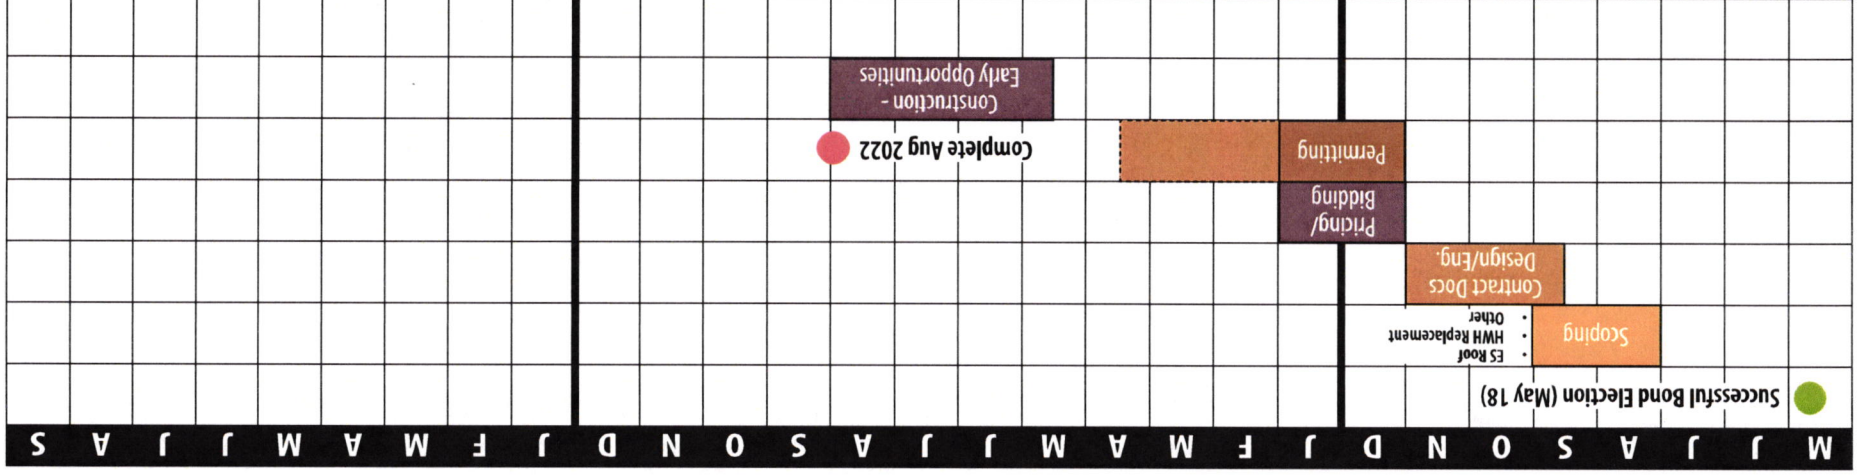 M J J A S O N D J F M A M J J A S O N D J F M A M J J A S
Successful Bond Election (May 18)
Scoping
• ES Roof
• HWH Replacement
• Other
Contract Docs
Design/Eng.
Pricing/
Bidding
Permitting
Complete Aug 2022
Construction -
Early Opportunities